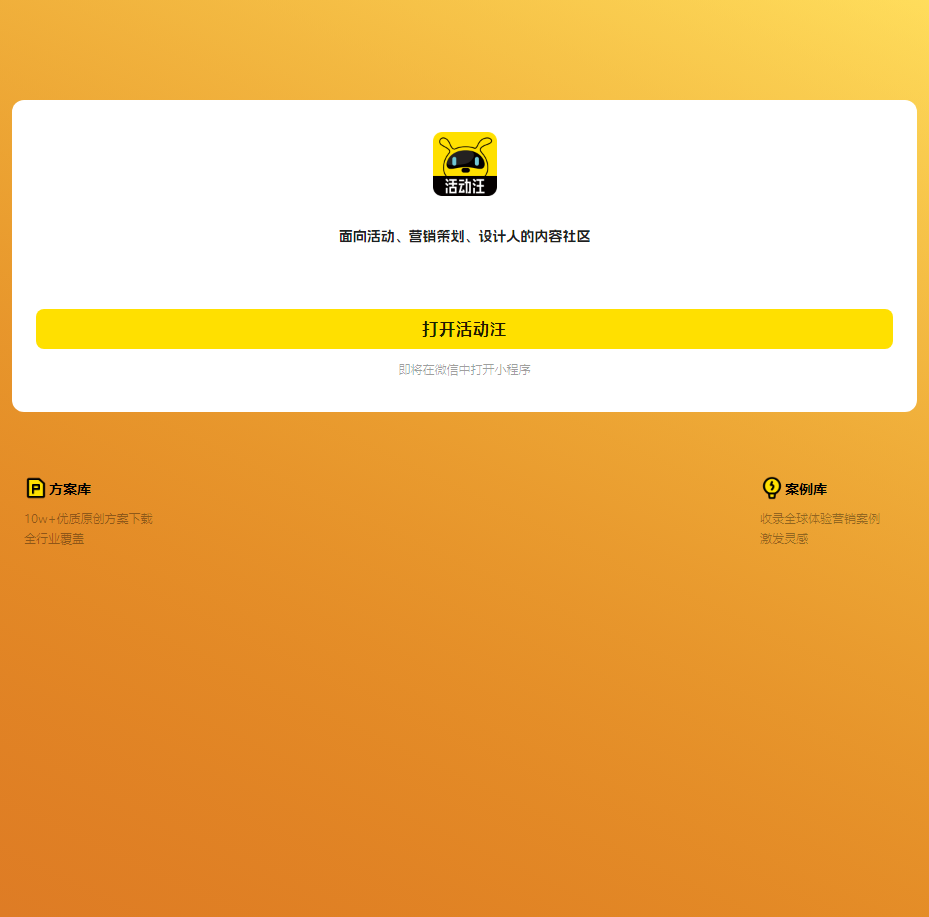 活动汪
面向活动、营销策划、设计人的内容社区
打开活动汪
即将在微信中打开小程序
方案库
10w+优质原创方案下载
全行业覆盖
案例库
收录全球体验营销案例
激发灵感